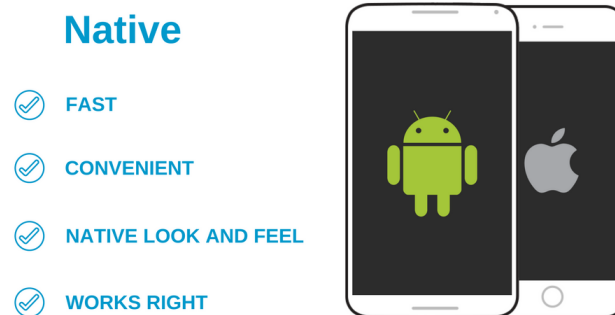 Native
FAST
CONVENIENT
NATIVE LOOK AND FEEL
WORKS RIGHT